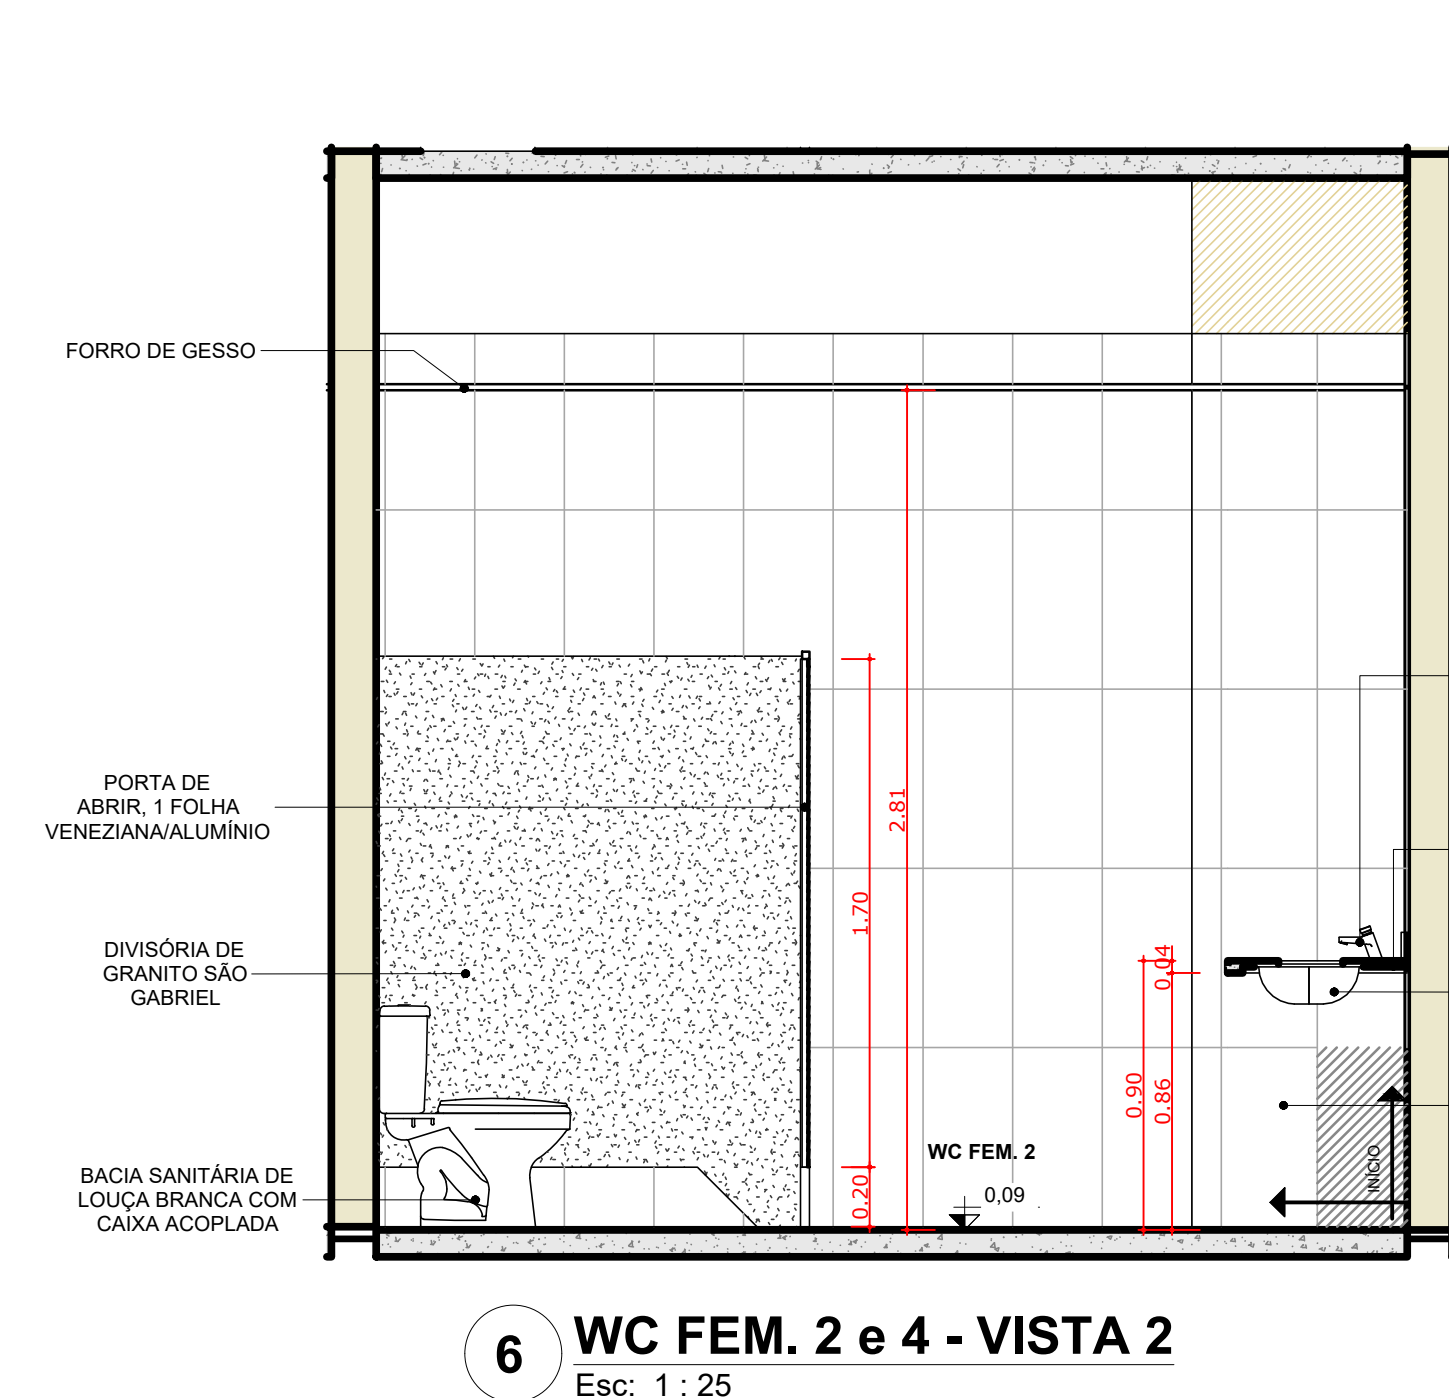 FORRO DE GESSO
PORTA DE
ABRIR, 1 FOLHA
VENEZIANA/ALUMÍNIO
DIVISÓRIA DE
GRANITO SÃO
GABRIEL
BACIA SANITÁRIA DE
LOUÇA BRANCA COM
CAIXA ACOPLADA
2.81
1.70
0.20
0.04
0.90
0.86
WC FEM. 2
0,09
INÍCIO
6
WC FEM. 2 e 4 - VISTA 2
Esc: 1 : 25